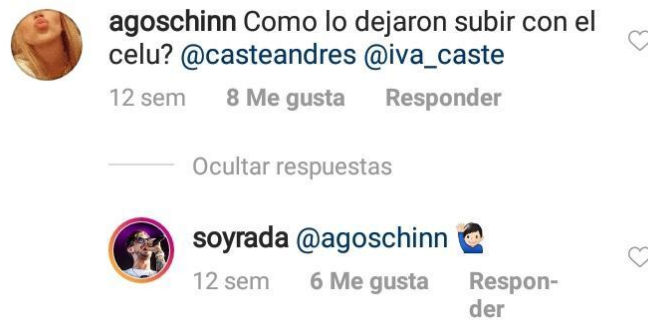 agoschinn Como lo dejaron subir con el
celu? @casteandres @iva_caste
12 sem 8 Me gusta Responder
Ocultar respuestas
soyrada @agoschinn 🙋🏻‍♂️
12 sem 6 Me gusta Respon-
der